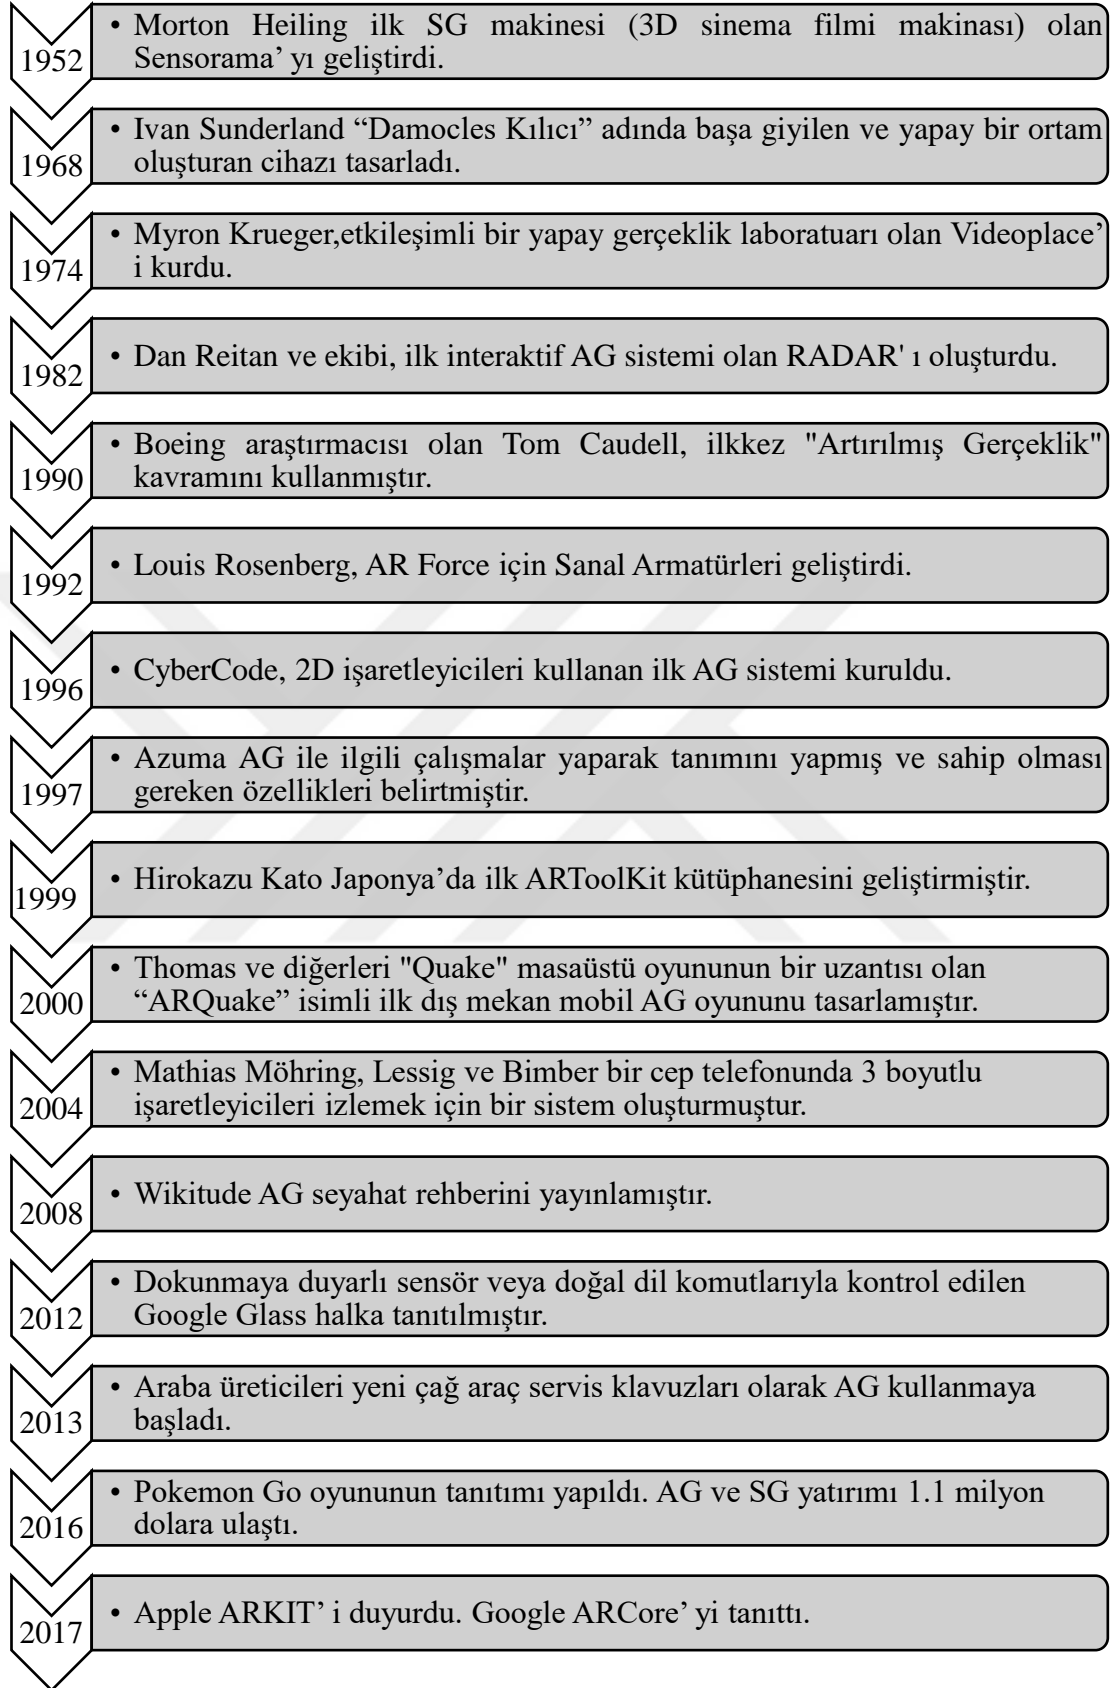 1952
• Morton Heiling ilk SG makinesi (3D sinema filmi makinası) olan
Sensorama’ yı geliştirdi.
1968
• Ivan Sunderland “Damocles Kılıcı” adında başa giyilen ve yapay bir ortam
oluşturan cihazı tasarladı.
1974
• Myron Krueger,etkileşimli bir yapay gerçeklik laboratuarı olan Videoplace’
i kurdu.
1982
• Dan Reitan ve ekibi, ilk interaktif AG sistemi olan RADAR' ı oluşturdu.
1990
• Boeing araştırmacısı olan Tom Caudell, ilkkez "Artırılmış Gerçeklik"
kavramını kullanmıştır.
1992
• Louis Rosenberg, AR Force için Sanal Armatürleri geliştirdi.
1996
• CyberCode, 2D işaretleyicileri kullanan ilk AG sistemi kuruldu.
1997
• Azuma AG ile ilgili çalışmalar yaparak tanımını yapmış ve sahip olması
gereken özellikleri belirtmiştir.
1999
• Hirokazu Kato Japonya’da ilk ARToolKit kütüphanesini geliştirmiştir.
2000
• Thomas ve diğerleri "Quake" masaüstü oyununun bir uzantısı olan
“ARQuake” isimli ilk dış mekan mobil AG oyununu tasarlamıştır.
2004
• Mathias Möhring, Lessig ve Bimber bir cep telefonunda 3 boyutlu
işaretleyicileri izlemek için bir sistem oluşturmuştur.
2008
• Wikitude AG seyahat rehberini yayınlamıştır.
2012
• Dokunmaya duyarlı sensör veya doğal dil komutlarıyla kontrol edilen
Google Glass halka tanıtılmıştır.
2013
• Araba üreticileri yeni çağ araç servis klavuzları olarak AG kullanmaya
başladı.
2016
• Pokemon Go oyununun tanıtımı yapıldı. AG ve SG yatırımı 1.1 milyon
dolara ulaştı.
2017
• Apple ARKIT’ i duyurdu. Google ARCore’ yi tanıttı.